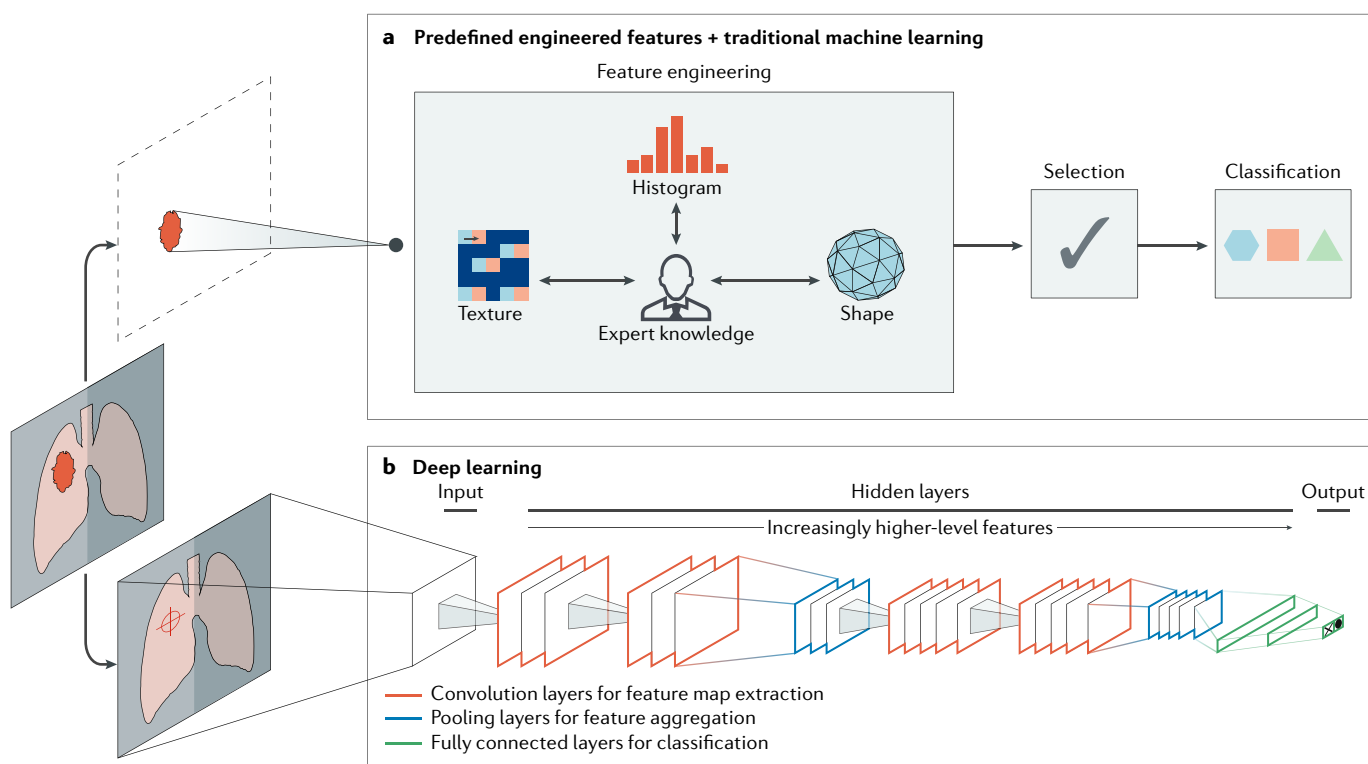 a Predefined engineered features + traditional machine learning
Feature engineering
Histogram
Texture
Expert knowledge
Shape
Selection
Classification
b Deep learning
Input
Hidden layers
Output
Increasingly higher-level features
Convolution layers for feature map extraction
Pooling layers for feature aggregation
Fully connected layers for classification